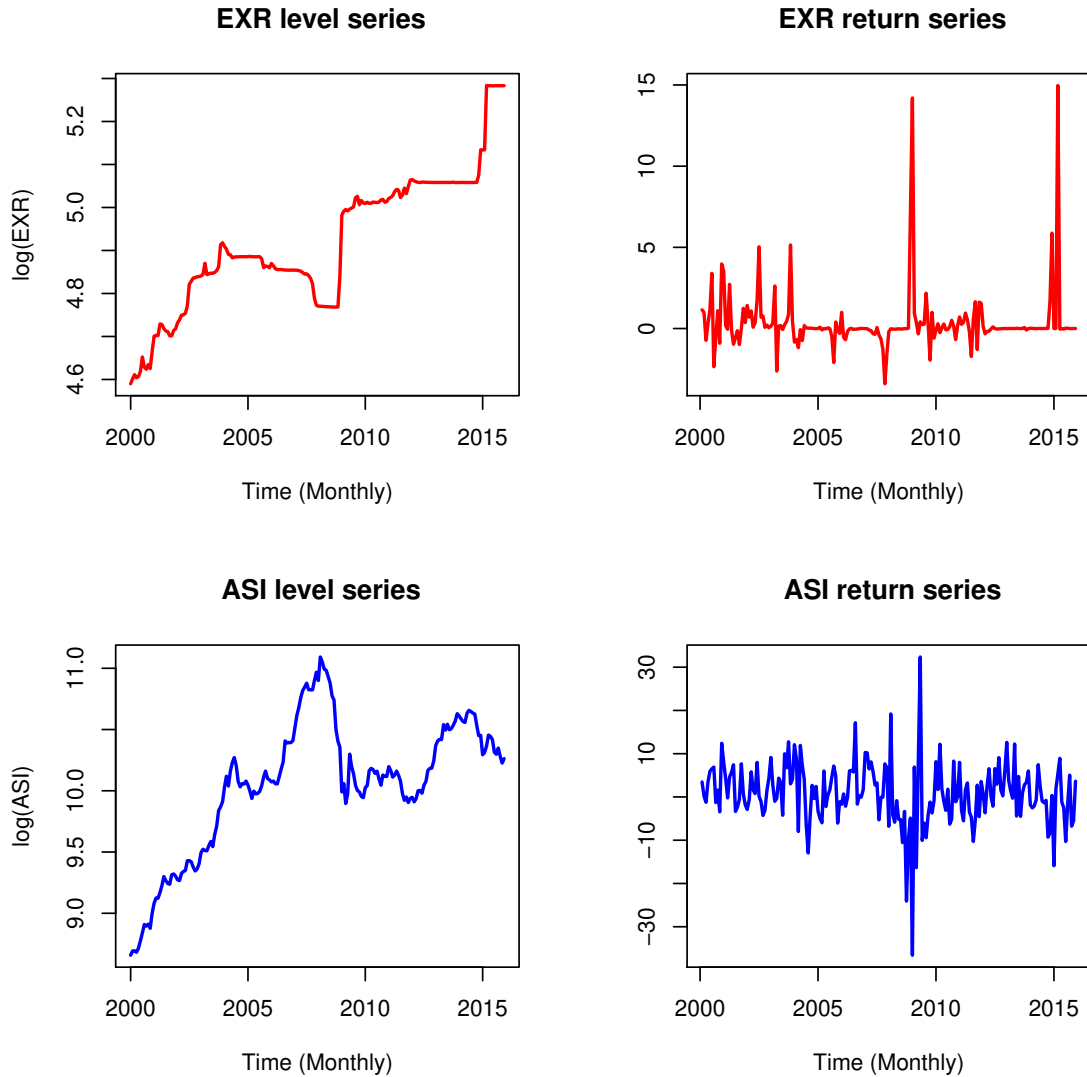 EXR level series
log(EXR)
5.2
5.0
4.8
4.6
2000 2005 2010 2015
Time (Monthly)
EXR return series
15
10
5
0
2000 2005 2010 2015
Time (Monthly)
ASI level series
log(ASI)
11.0
10.0
9.5
9.0
2000 2005 2010 2015
Time (Monthly)
ASI return series
30
10
−10
−30
2000 2005 2010 2015
Time (Monthly)